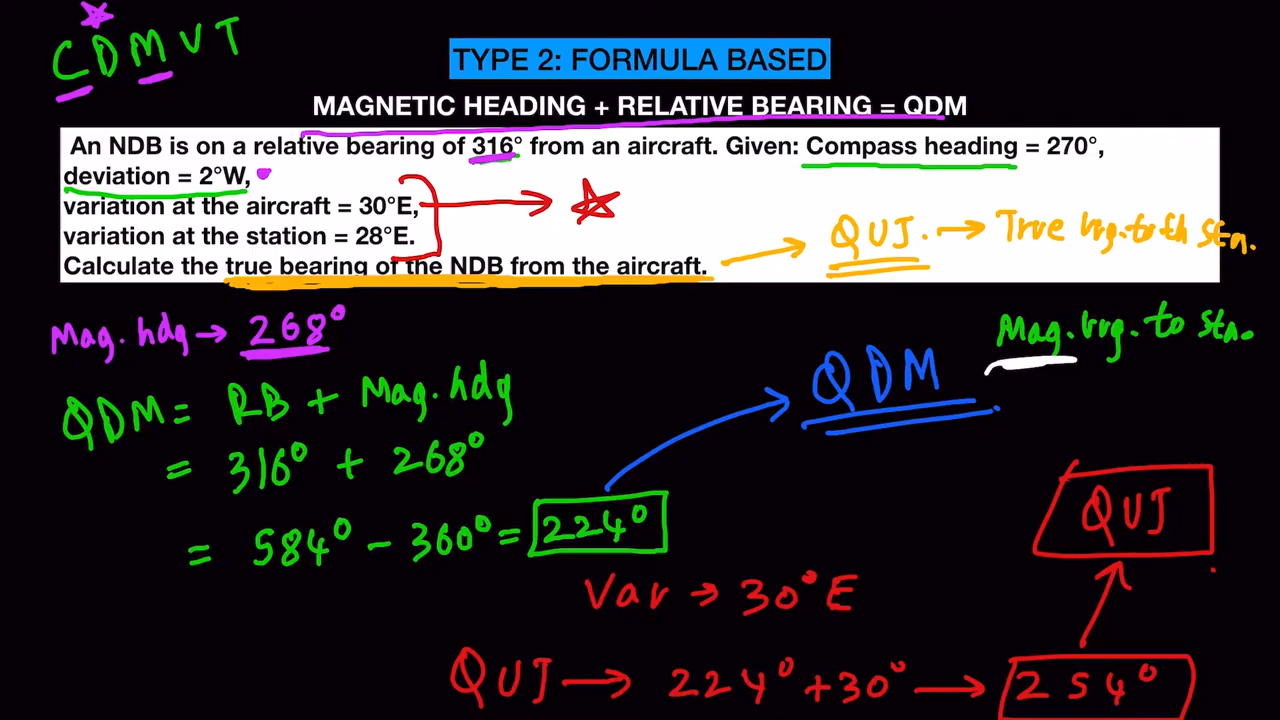 C D M V T
TYPE 2: FORMULA BASED
MAGNETIC HEADING + RELATIVE BEARING = QDM
An NDB is on a relative bearing of 316° from an aircraft. Given: Compass heading = 270°,
deviation = 2°W,
variation at the aircraft = 30°E,
variation at the station = 28°E.
QUJ. → True brg. to th stn.
Calculate the true bearing of the NDB from the aircraft.
Mag. hdg → 268°
Mag. brg. to stn.
QDM
QDM = RB + Mag. hdg
= 316° + 268°
= 584° - 360° = 224°
QUJ
Var → 30°E
QUJ → 224° + 30° → 254°